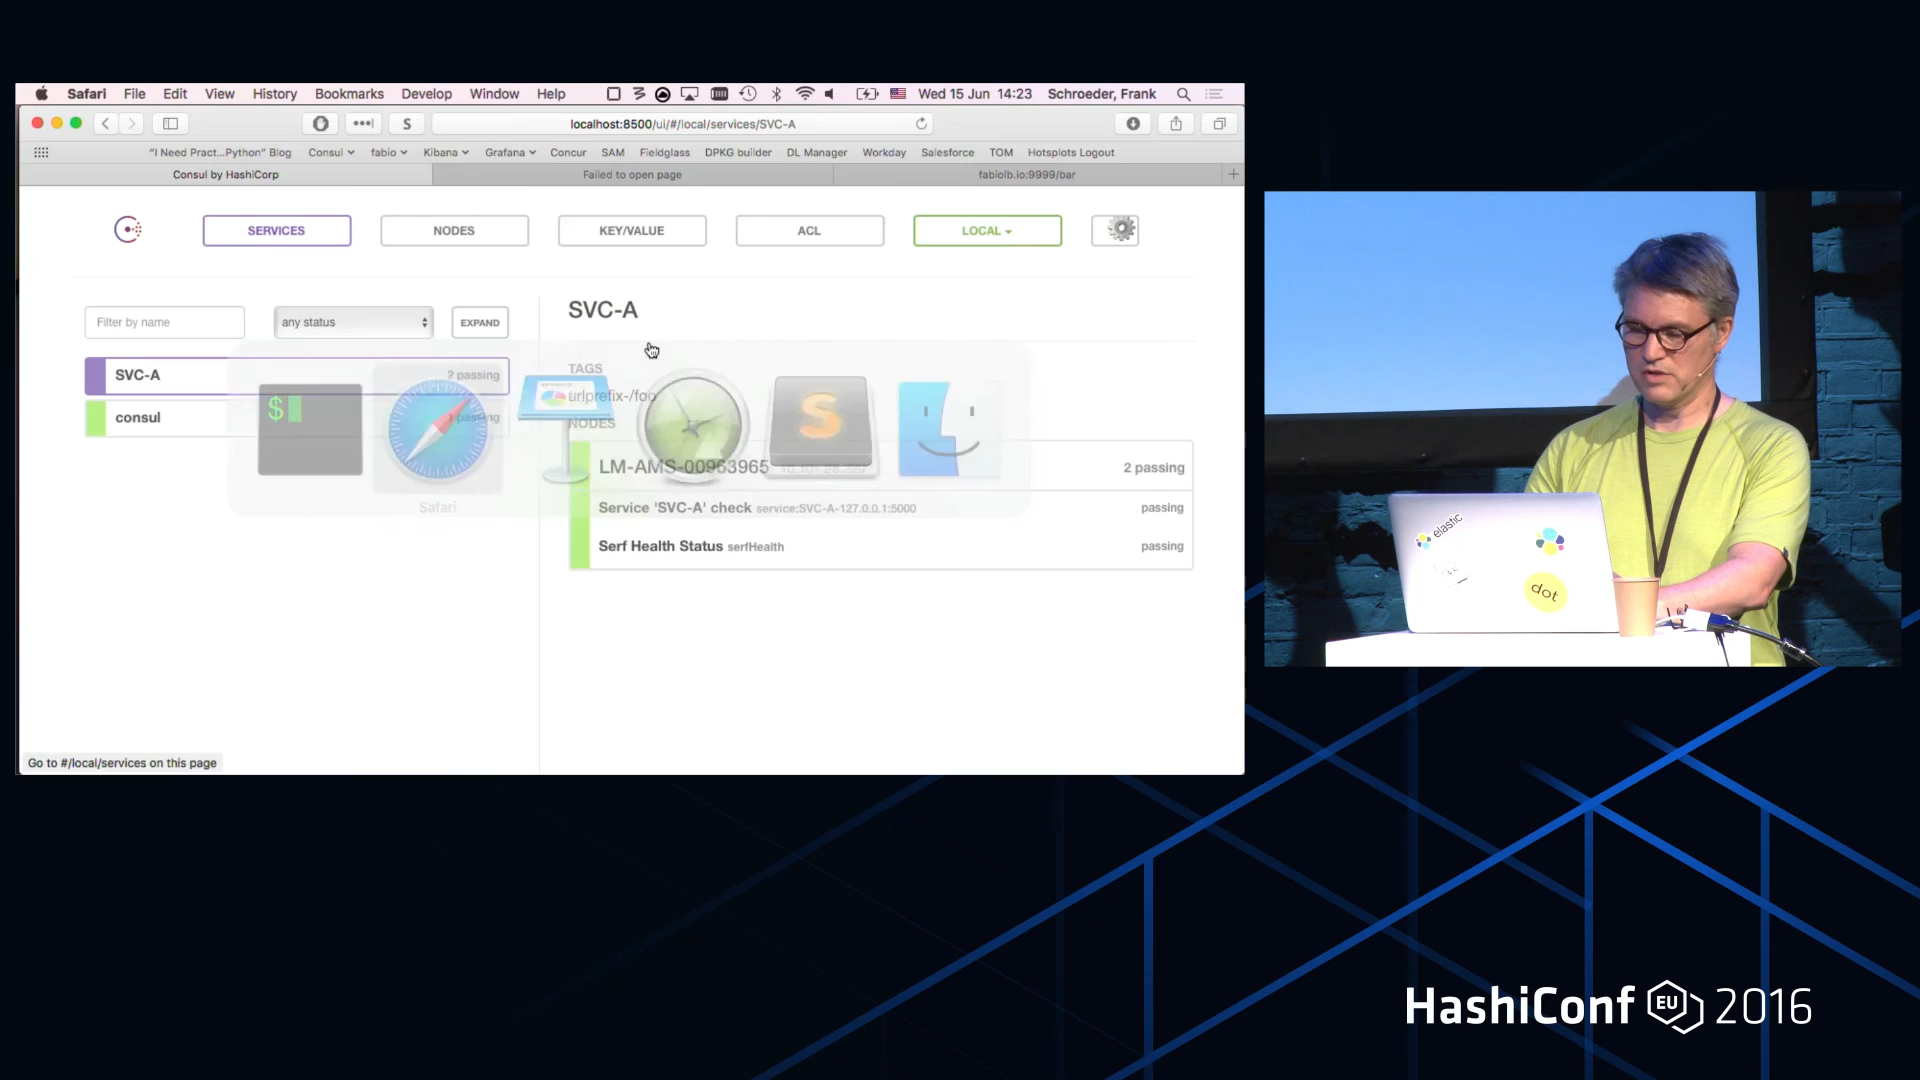 Safari File Edit View History Bookmarks Develop Window Help Wed 15 Jun 14:23 Schroeder, Frank
S localhost:8500/ui/#/local/services/SVC-A
"I Need Pract...Python" Blog Consul fabio Kibana Grafana Concur SAM Fieldglass DPKG builder DL Manager Workday Salesforce TOM Hotsplots Logout
Consul by HashiCorp Failed to open page fabiolb.io:9999/bar
SERVICES NODES KEY/VALUE ACL LOCAL
Filter by name any status EXPAND
SVC-A 2 passing
consul 1 passing
$
Safari
SVC-A
TAGS
urlprefix-/foo
NODES
S
LM-AMS-00963965 2 passing
Service 'SVC-A' check service:SVC-A-127.0.0.1:5000 passing
Serf Health Status serfHealth passing
Go to #/local/services on this page
elastic
dot
HashiConf EU 2016